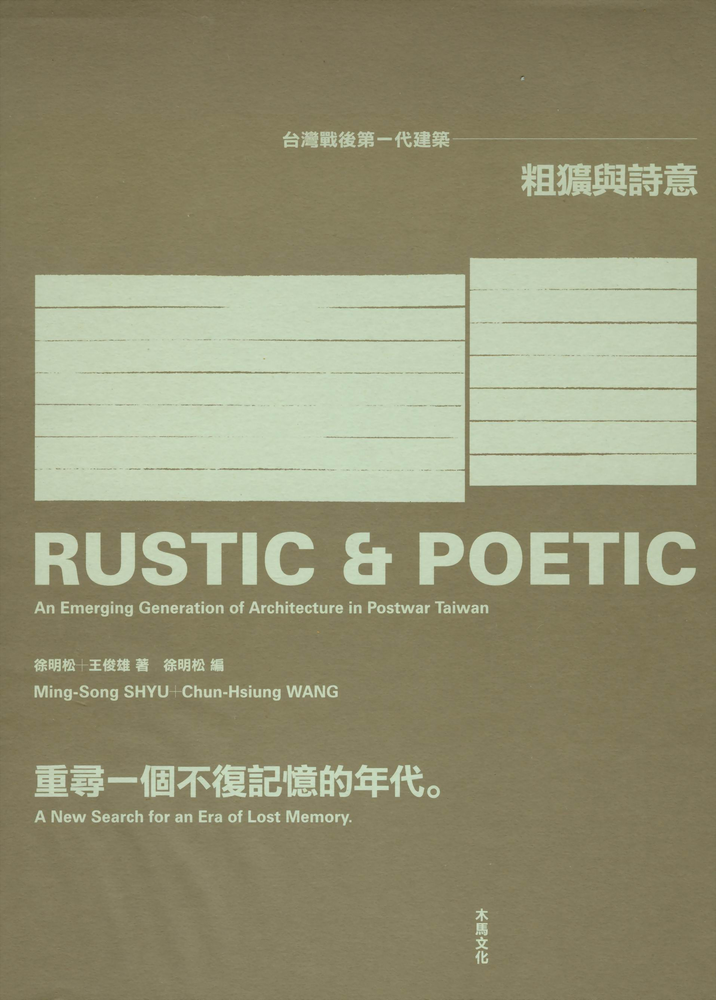 台灣戰後第一代建築
粗獷與詩意
RUSTIC & POETIC
An Emerging Generation of Architecture in Postwar Taiwan
徐明松+王俊雄 著 徐明松 編
Ming-Song SHYU+Chun-Hsiung WANG
重尋一個不復記憶的年代。
A New Search for an Era of Lost Memory.
木馬文化